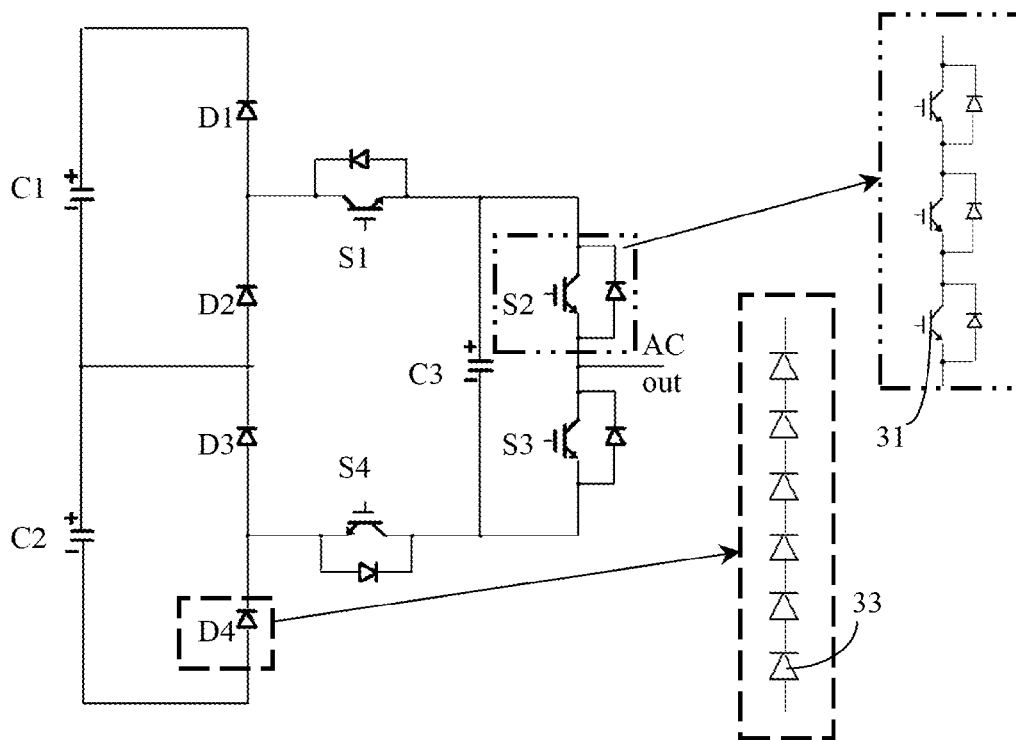 D1
C1
+
-
S1
D2
S2
AC
out
C3
+
-
31
D3
S4
S3
C2
+
-
33
D4